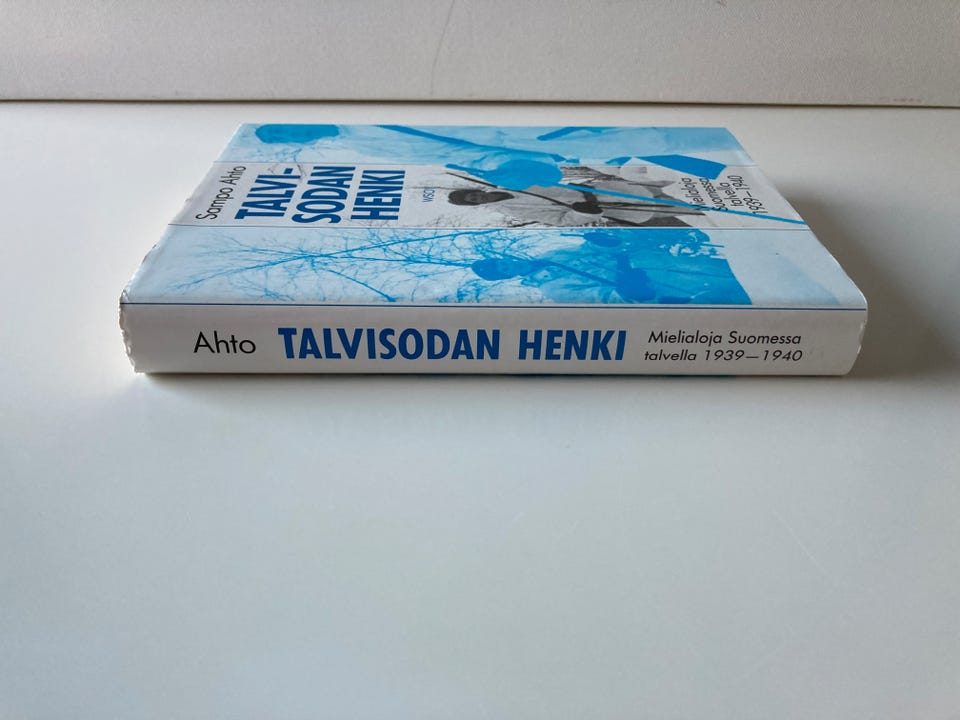 Sampo Ahto
TALVI-
SODAN
HENKI
WSOY
Mielialoja
Suomessa
talvella
1939—1940
Ahto TALVISODAN HENKI Mielialoja Suomessa
talvella 1939—1940